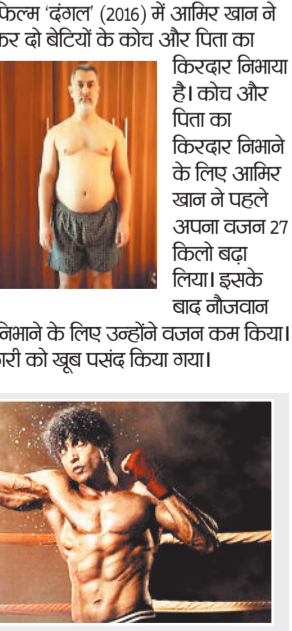 फिल्म ‘दंगल’ (2016) में आमिर खान ने
कर दो बेटियों के कोच और पिता का
किरदार निभाया
है। कोच और
पिता का
किरदार निभाने
के लिए आमिर
खान ने पहले
अपना वजन 27
किलो बढ़ा
लिया। इसके
बाद नौजवान
निभाने के लिए उन्होंने वजन कम किया।
री को खूब पसंद किया गया।